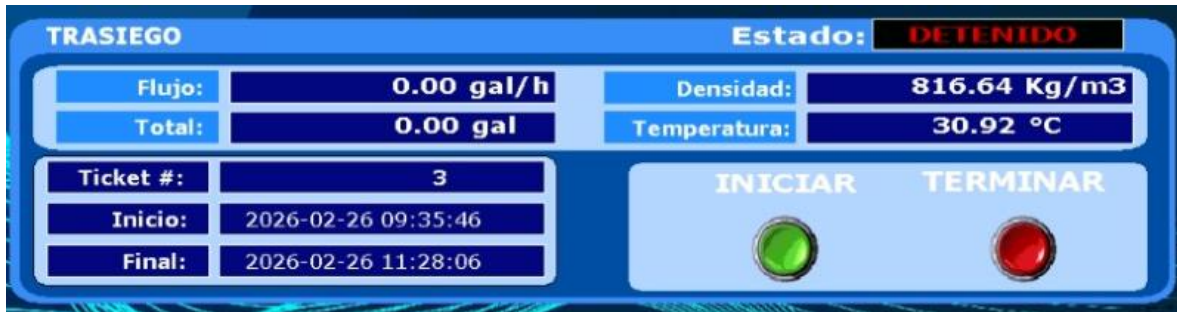 TRASIEGO
Estado: DETENIDO
Flujo: 0.00 gal/h
Densidad: 816.64 Kg/m3
Total: 0.00 gal
Temperatura: 30.92 °C
Ticket #: 3
Inicio: 2026-02-26 09:35:46
Final: 2026-02-26 11:28:06
INICIAR
TERMINAR